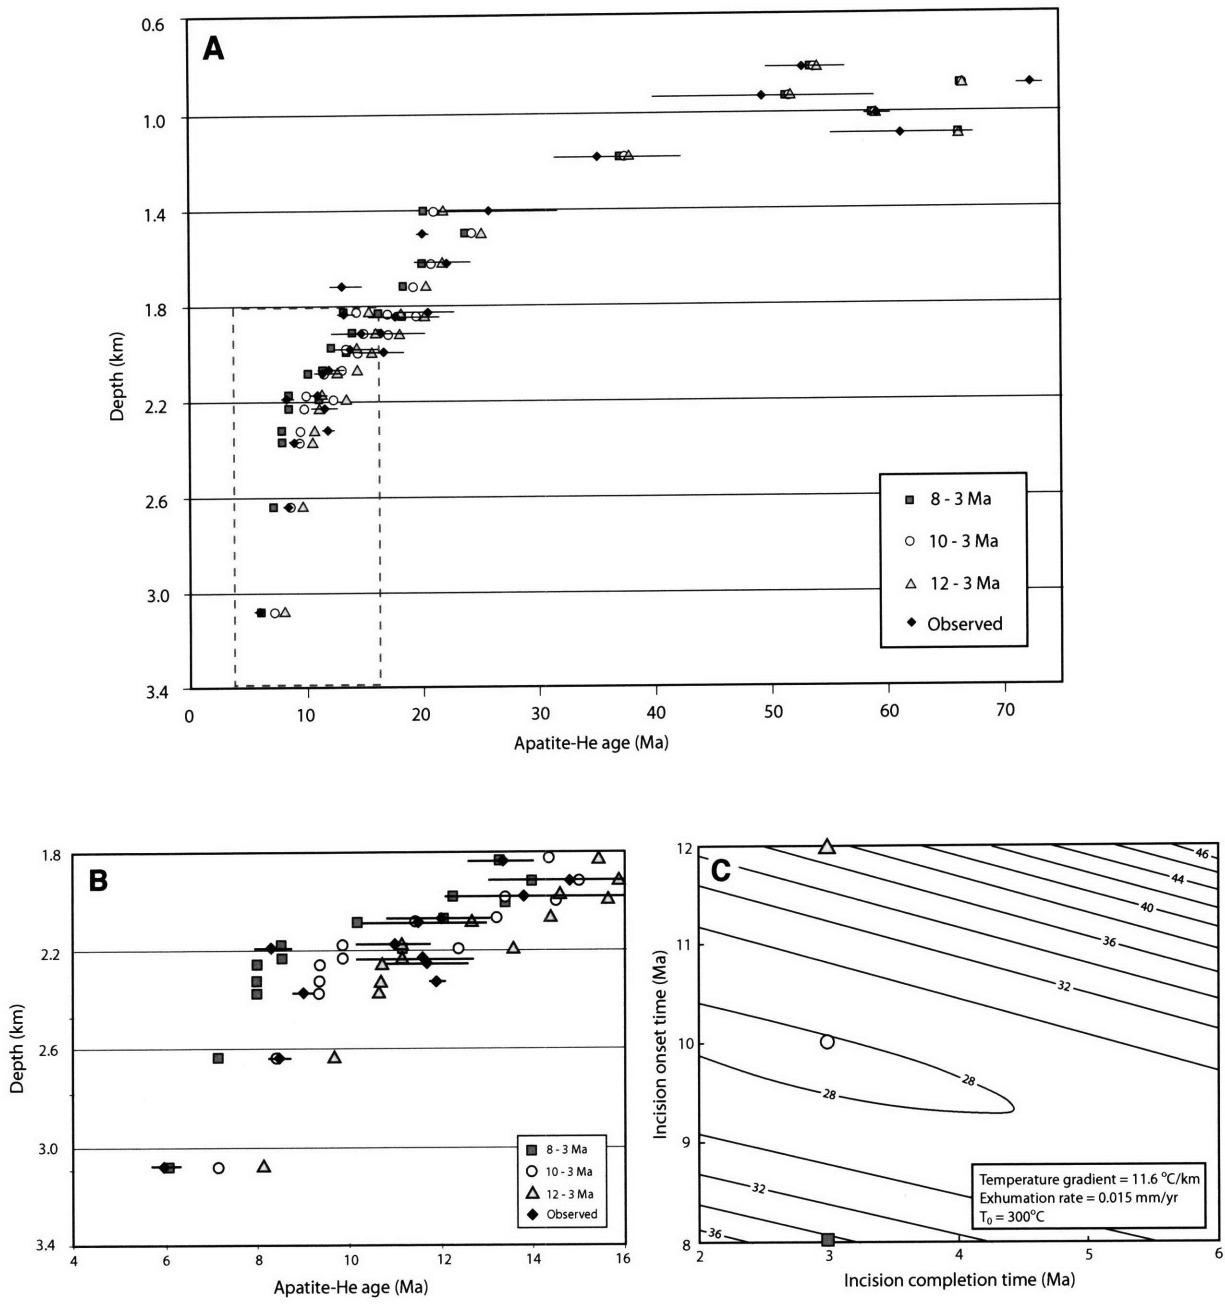 A
0.6
1.0
1.4
1.8
2.2
2.6
3.0
3.4
Depth (km)
8 - 3 Ma
10 - 3 Ma
12 - 3 Ma
Observed
0 10 20 30 40 50 60 70
Apatite-He age (Ma)
B
1.8
2.2
2.6
3.0
3.4
Depth (km)
8 - 3 Ma
10 - 3 Ma
12 - 3 Ma
Observed
4 6 8 10 12 14 16
Apatite-He age (Ma)
C
12
11
10
9
8
Incision onset time (Ma)
46
44
40
36
32
28
28
32
36
Temperature gradient = 11.6 °C/km
Exhumation rate = 0.015 mm/yr
T₀ = 300°C
2 3 4 5 6
Incision completion time (Ma)